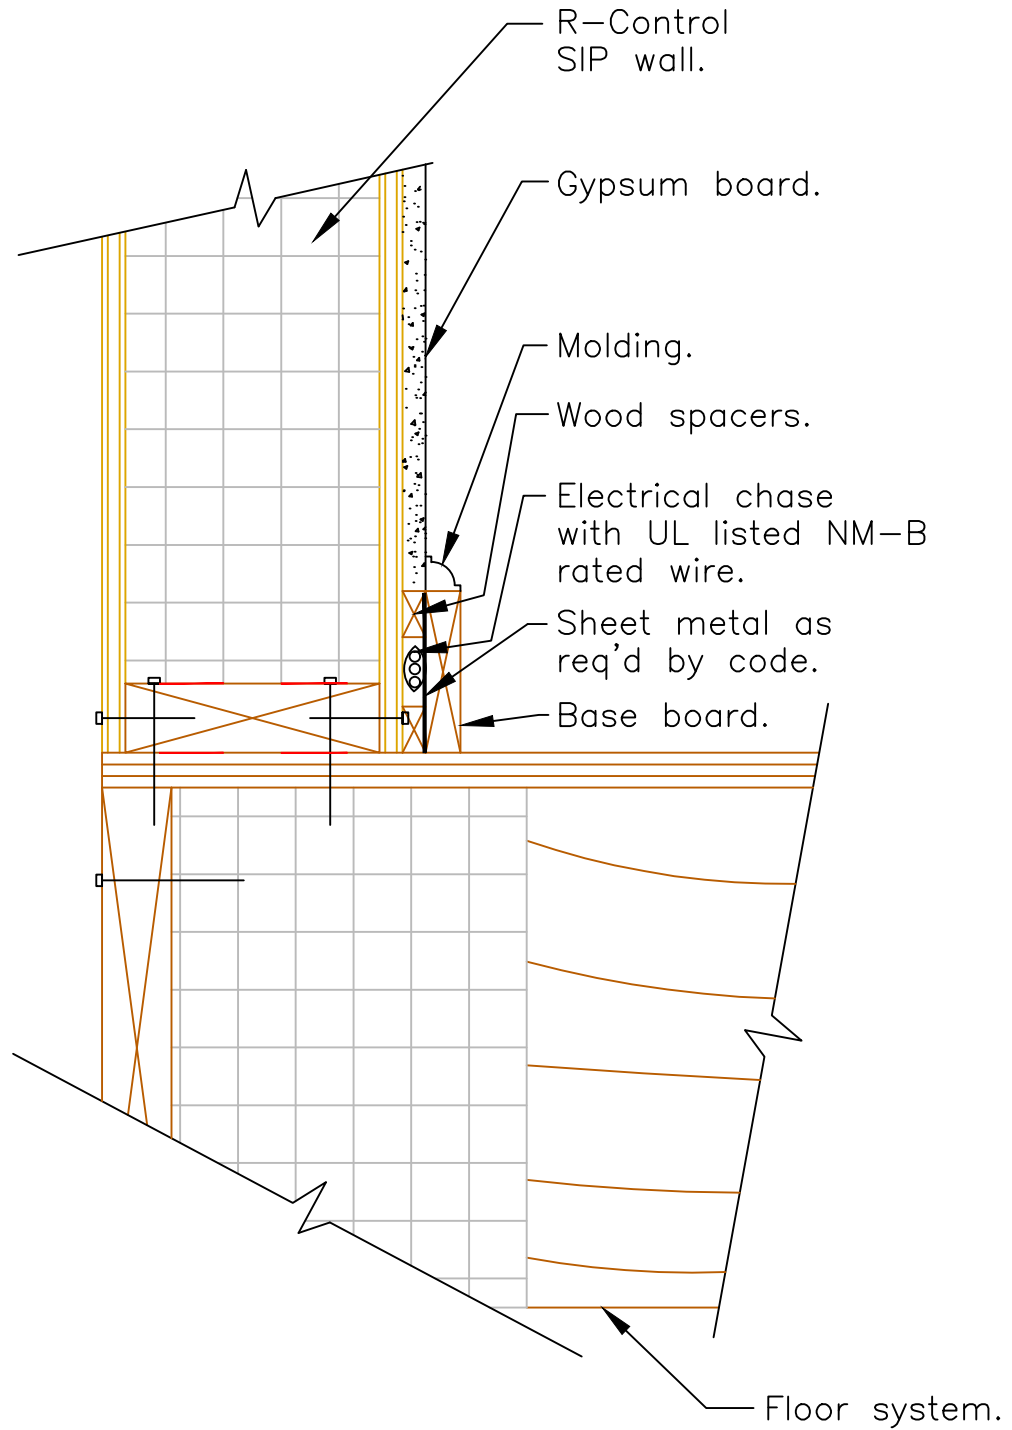 R-Control
SIP wall.
Gypsum board.
Molding.
Wood spacers.
Electrical chase
with UL listed NM-B
rated wire.
Sheet metal as
req'd by code.
Base board.
Floor system.